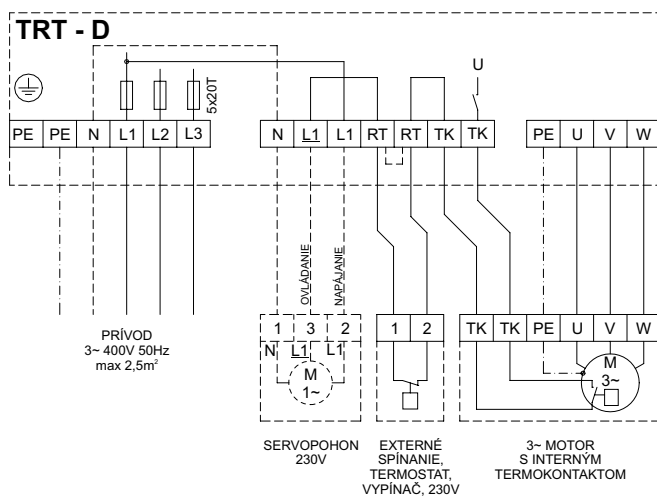 TRT - D
U
5x20T
PE PE N L1 L2 L3
N L1 L1 RT RT TK TK
PE U V W
OVLÁDANIE
NAPÁJANIE
PRÍVOD
3~ 400V 50Hz
max 2,5m²
1 3 2
N L1 L1
M
1~
1 2
TK TK PE U V W
M
3~
SERVOPOHON
230V
EXTERNÉ
SPÍNANIE,
TERMOSTAT,
VYPÍNAČ, 230V
3~ MOTOR
S INTERNÝM
TERMOKONTAKTOM